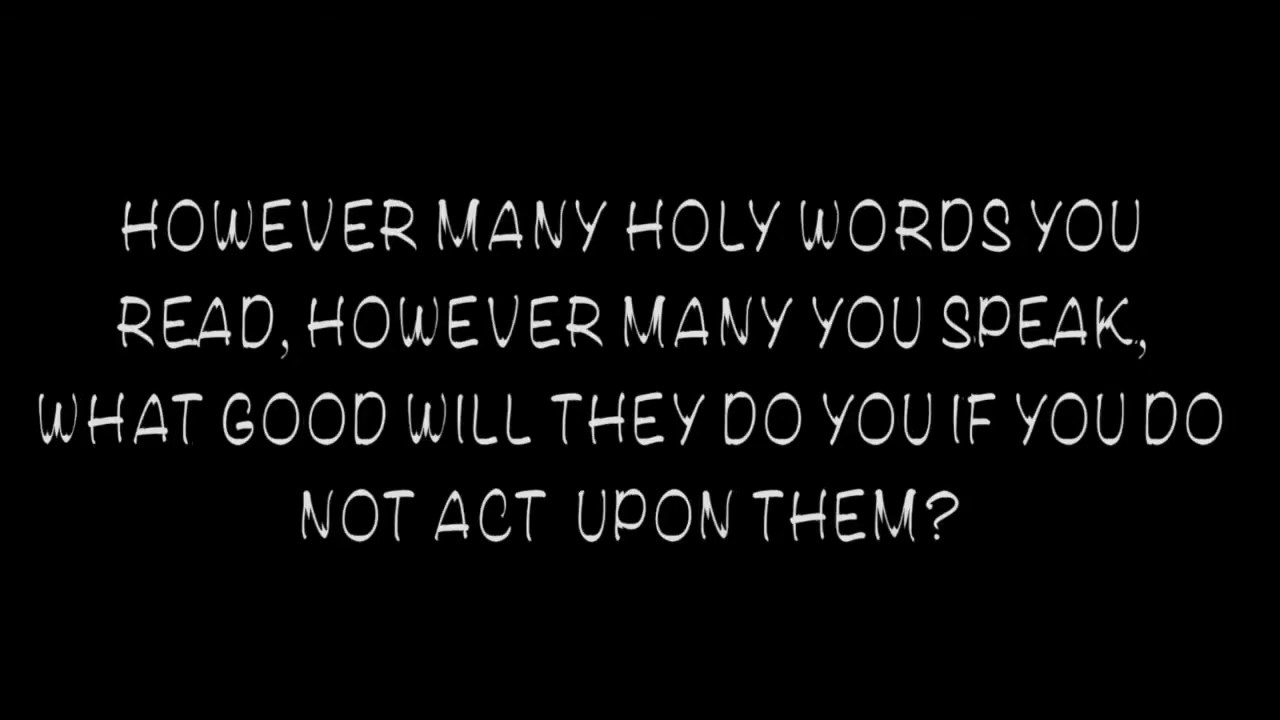 HOWEVER MANY HOLY WORDS YOU
READ, HOWEVER MANY YOU SPEAK,
WHAT GOOD WILL THEY DO YOU IF YOU DO
NOT ACT UPON THEM?